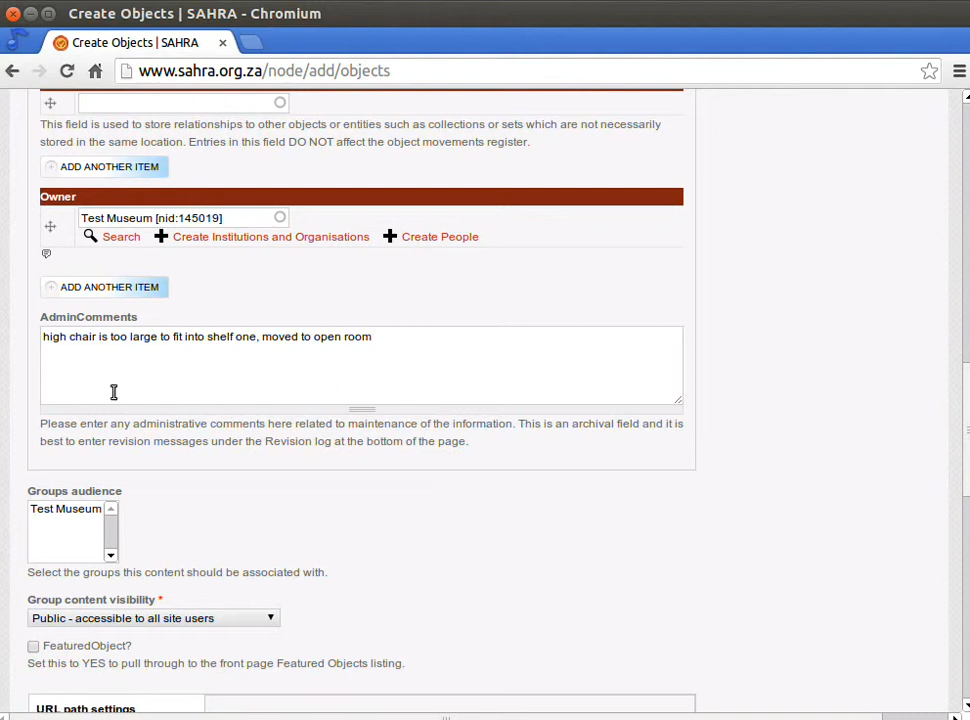 Create Objects | SAHRA - Chromium
Create Objects | SAHRA
www.sahra.org.za/node/add/objects
This field is used to store relationships to other objects or entities such as collections or sets which are not necessarily
stored in the same location. Entries in this field DO NOT affect the object movements register.
ADD ANOTHER ITEM
Owner
Test Museum [nid:145019]
Search Create Institutions and Organisations Create People
ADD ANOTHER ITEM
AdminComments
high chair is too large to fit into shelf one, moved to open room
Please enter any administrative comments here related to maintenance of the information. This is an archival field and it is
best to enter revision messages under the Revision log at the bottom of the page.
Groups audience
Test Museum
Select the groups this content should be associated with.
Group content visibility *
Public - accessible to all site users
FeaturedObject?
Set this to YES to pull through to the front page Featured Objects listing.
URL path settings